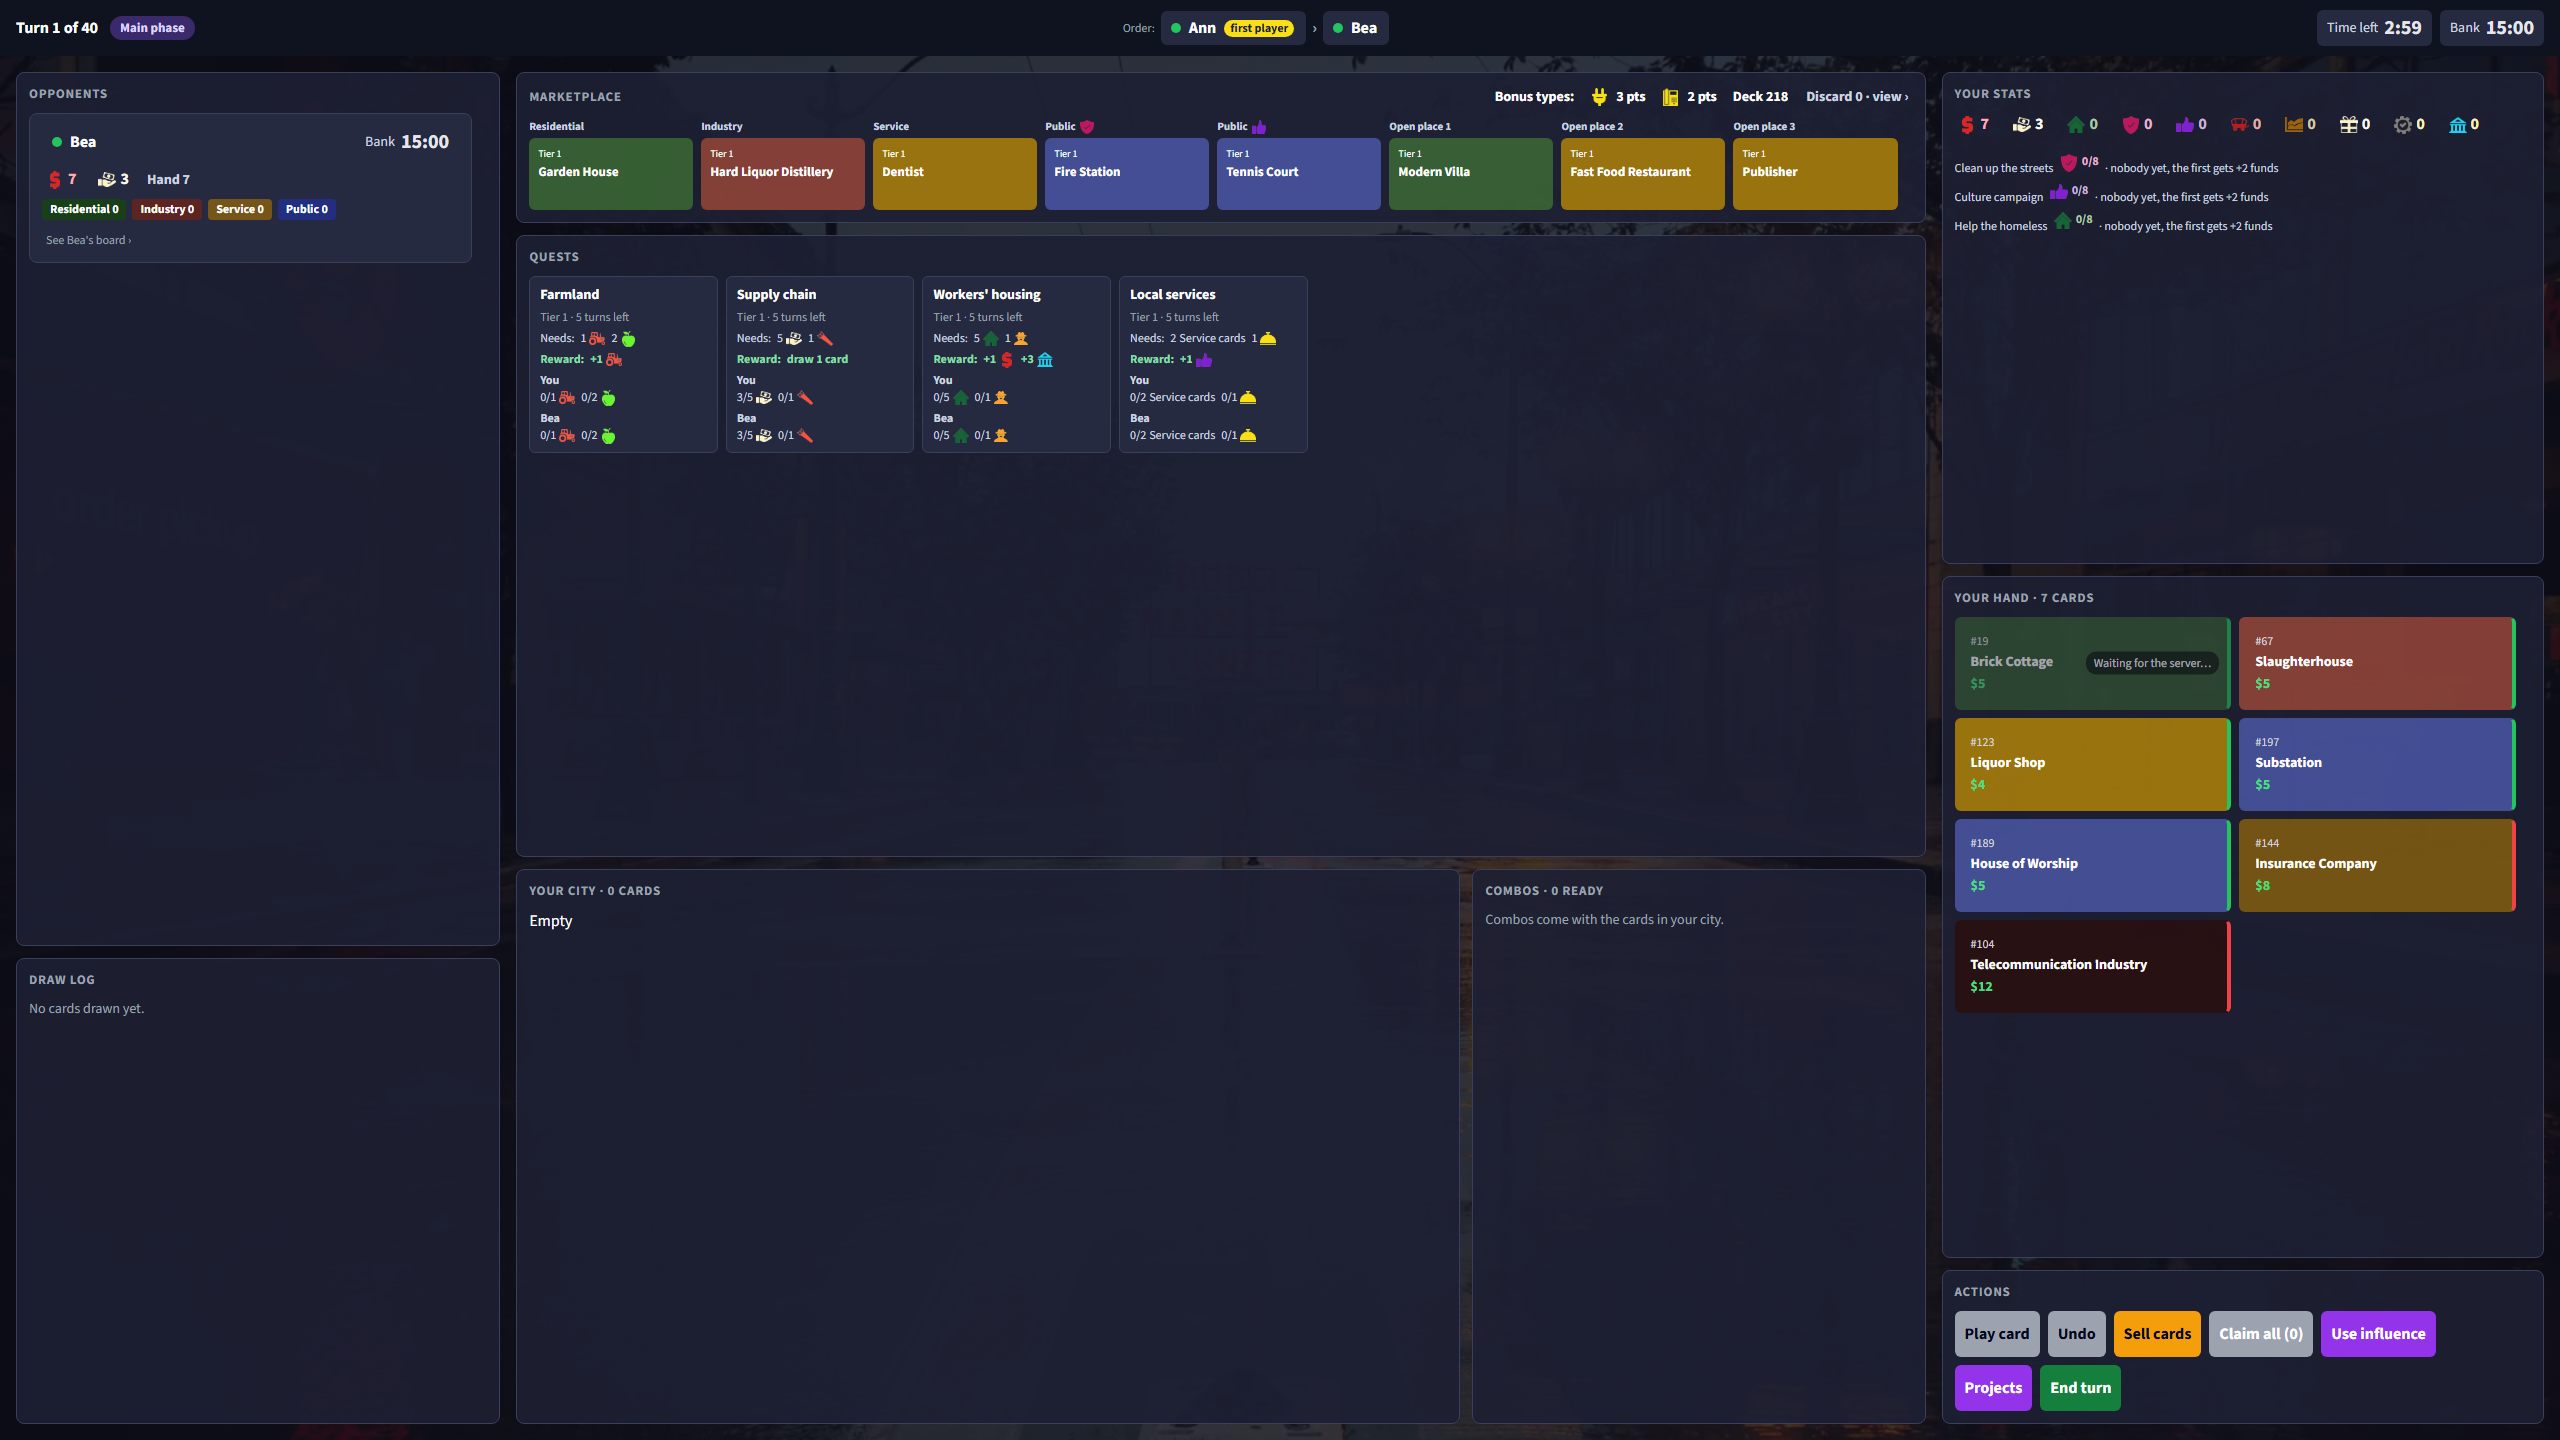 Turn 1 of 40 Main phase
Order: Ann first player › Bea
Time left 2:59 Bank 15:00
OPPONENTS
Bea Bank 15:00
7 3 Hand 7
Residential 0 Industry 0 Service 0 Public 0
See Bea's board ›
DRAW LOG
No cards drawn yet.
MARKETPLACE
Bonus types: 3 pts 2 pts Deck 218 Discard 0 · view ›
Residential
Tier 1
Garden House
Industry
Tier 1
Hard Liquor Distillery
Service
Tier 1
Dentist
Public
Tier 1
Fire Station
Public
Tier 1
Tennis Court
Open place 1
Tier 1
Modern Villa
Open place 2
Tier 1
Fast Food Restaurant
Open place 3
Tier 1
Publisher
QUESTS
Farmland
Tier 1 · 5 turns left
Needs: 1 2
Reward: +1
You
0/1 0/2
Bea
0/1 0/2
Supply chain
Tier 1 · 5 turns left
Needs: 5 1
Reward: draw 1 card
You
3/5 0/1
Bea
3/5 0/1
Workers' housing
Tier 1 · 5 turns left
Needs: 5 1
Reward: +1 +3
You
0/5 0/1
Bea
0/5 0/1
Local services
Tier 1 · 5 turns left
Needs: 2 Service cards 1
Reward: +1
You
0/2 Service cards 0/1
Bea
0/2 Service cards 0/1
YOUR CITY · 0 CARDS
Empty
COMBOS · 0 READY
Combos come with the cards in your city.
YOUR STATS
7 3 0 0 0 0 0 0 0 0
Clean up the streets 0/8 · nobody yet, the first gets +2 funds
Culture campaign 0/8 · nobody yet, the first gets +2 funds
Help the homeless 0/8 · nobody yet, the first gets +2 funds
YOUR HAND · 7 CARDS
#19
Brick Cottage Waiting for the server…
$5
#67
Slaughterhouse
$5
#123
Liquor Shop
$4
#197
Substation
$5
#189
House of Worship
$5
#144
Insurance Company
$8
#104
Telecommunication Industry
$12
ACTIONS
Play card Undo Sell cards Claim all (0) Use influence
Projects End turn